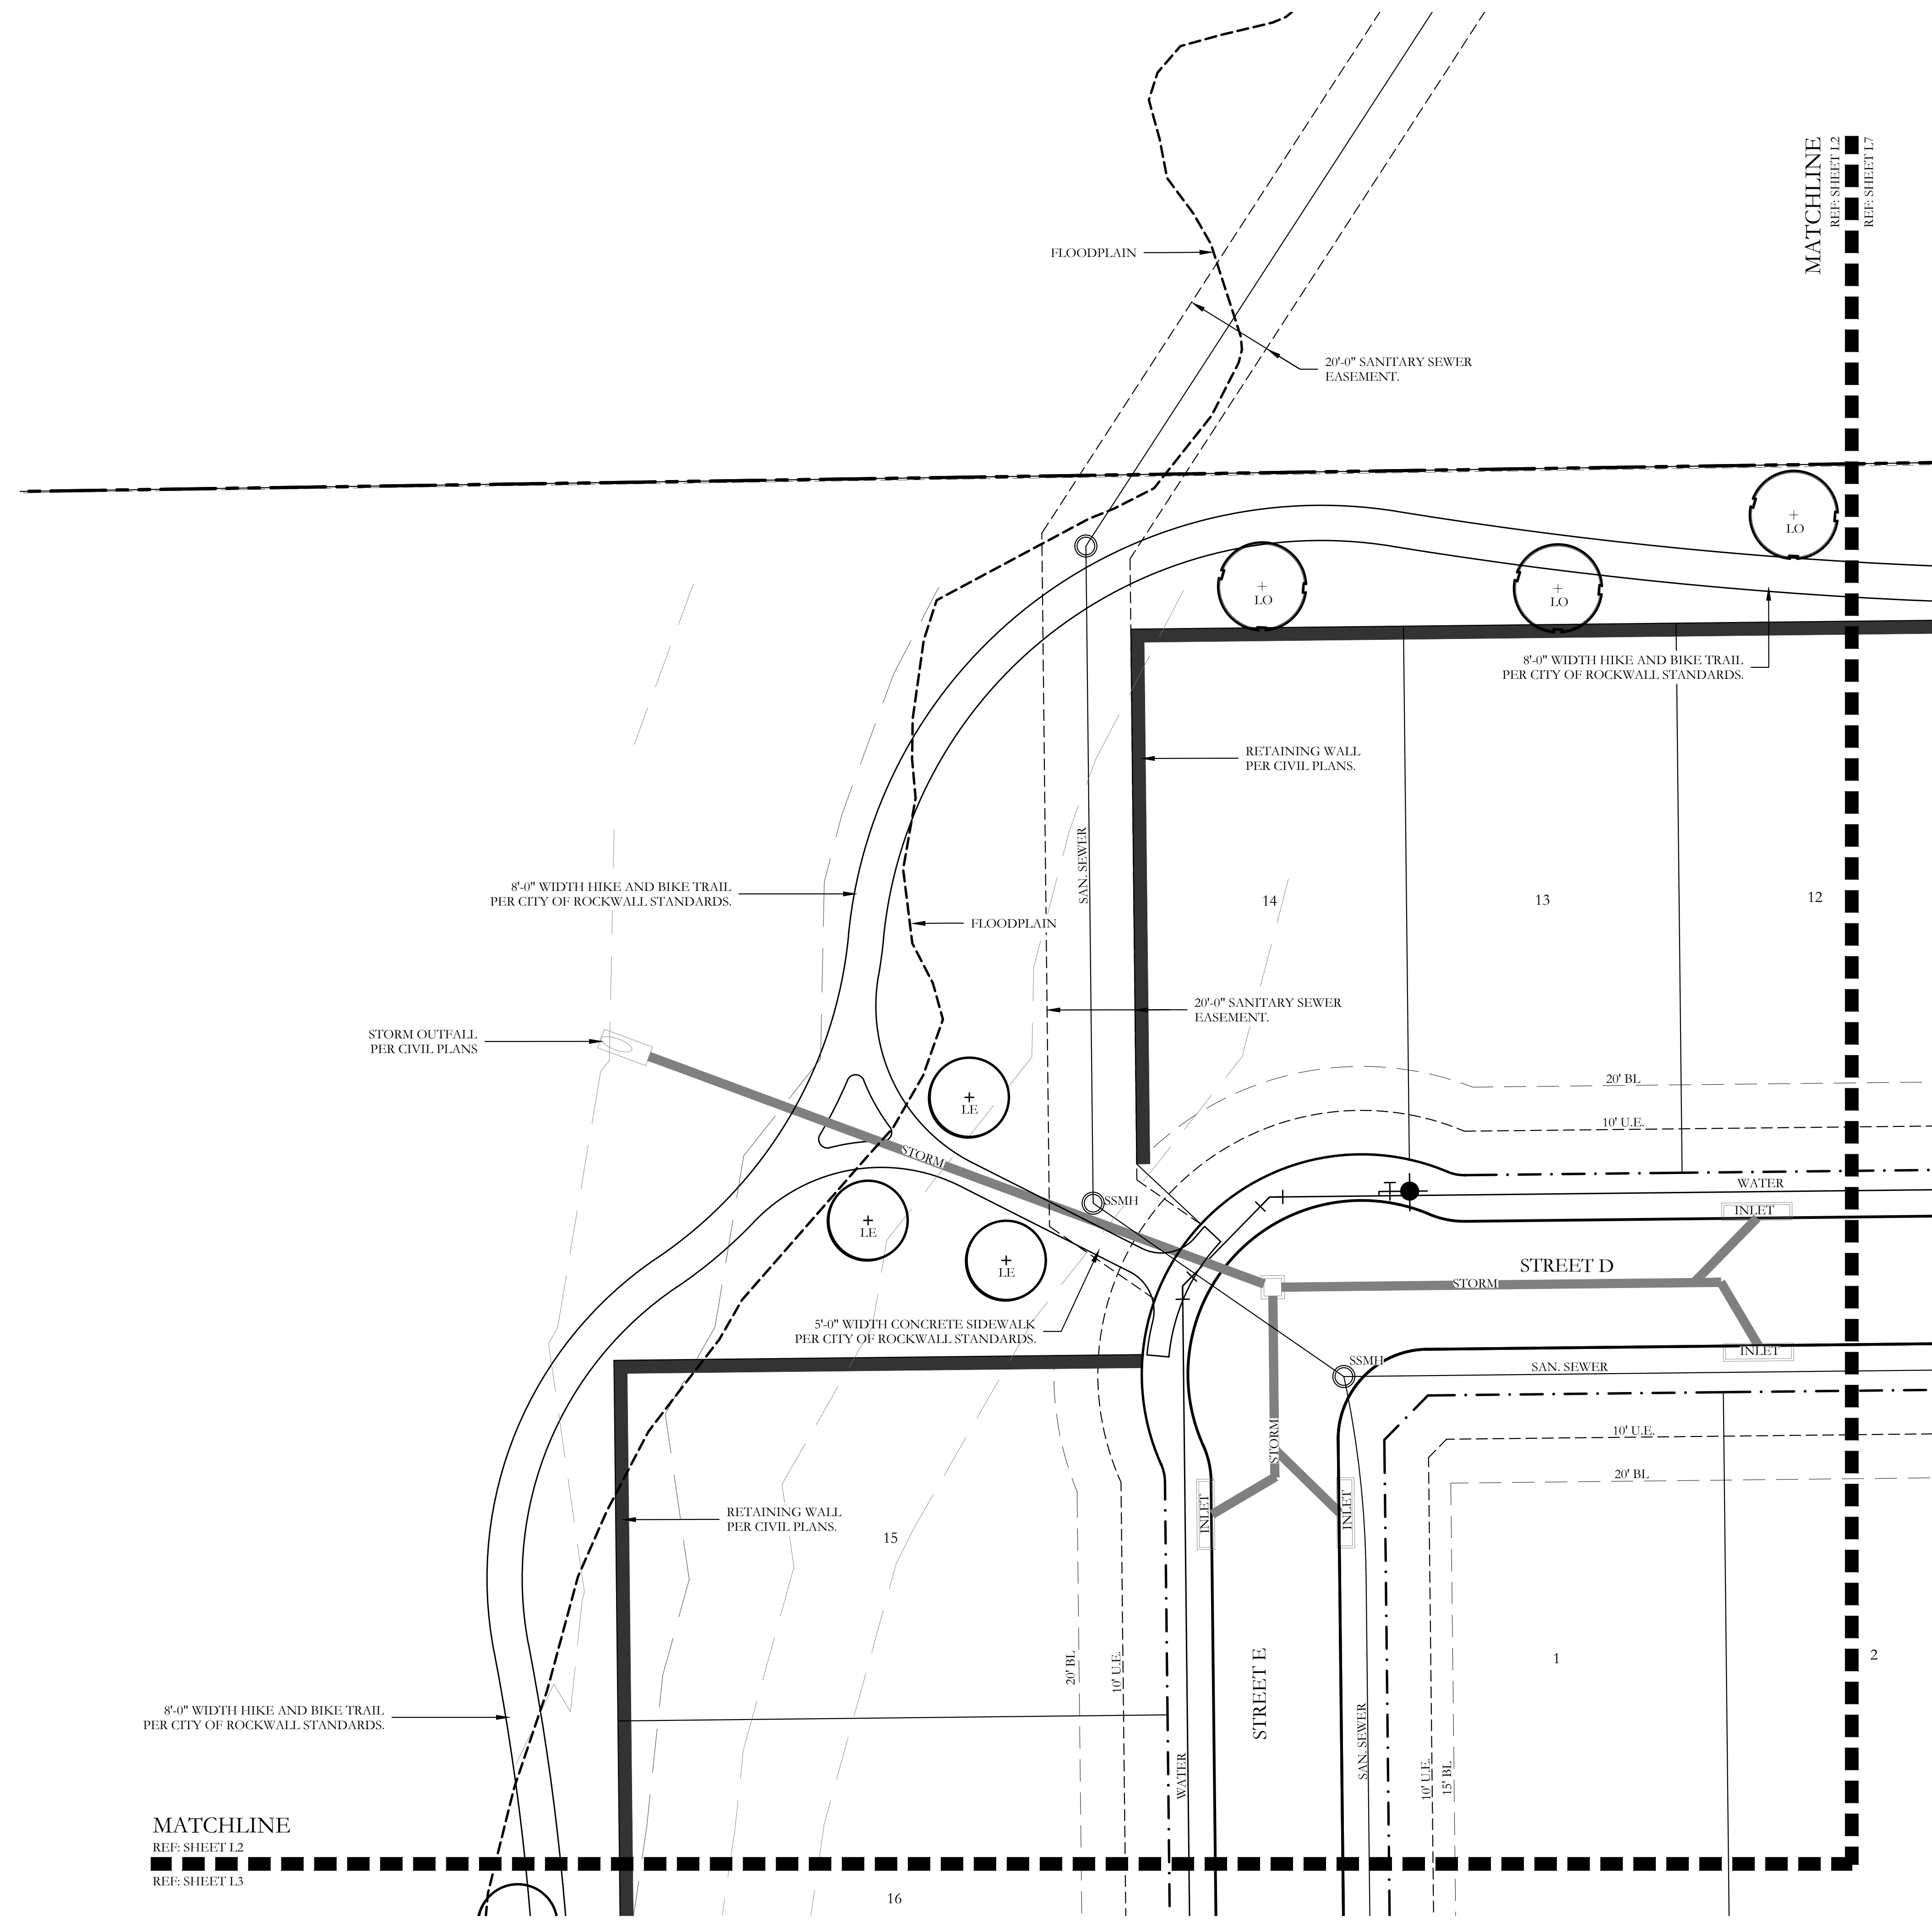 MATCHLINE
REF: SHEET L2
REF: SHEET L7
FLOODPLAIN
20'-0" SANITARY SEWER
EASEMENT.
LO
LO
LO
8'-0" WIDTH HIKE AND BIKE TRAIL
PER CITY OF ROCKWALL STANDARDS.
RETAINING WALL
PER CIVIL PLANS.
SAN. SEWER
8'-0" WIDTH HIKE AND BIKE TRAIL
PER CITY OF ROCKWALL STANDARDS.
14
13
12
FLOODPLAIN
20'-0" SANITARY SEWER
EASEMENT.
STORM OUTFALL
PER CIVIL PLANS
20' BL
10' U.E.
LE
STORM
SSMH
WATER
INLET
LE
LE
STREET D
STORM
5'-0" WIDTH CONCRETE SIDEWALK
PER CITY OF ROCKWALL STANDARDS.
INLET
SSMH
SAN. SEWER
STORM
10' U.E.
20' BL
INLET
INLET
RETAINING WALL
PER CIVIL PLANS.
15
1
2
20' BL
10' U.E.
STREET E
8'-0" WIDTH HIKE AND BIKE TRAIL
PER CITY OF ROCKWALL STANDARDS.
WATER
SAN. SEWER
10' U.E.
15' BL
MATCHLINE
REF: SHEET L2
REF: SHEET L3
16